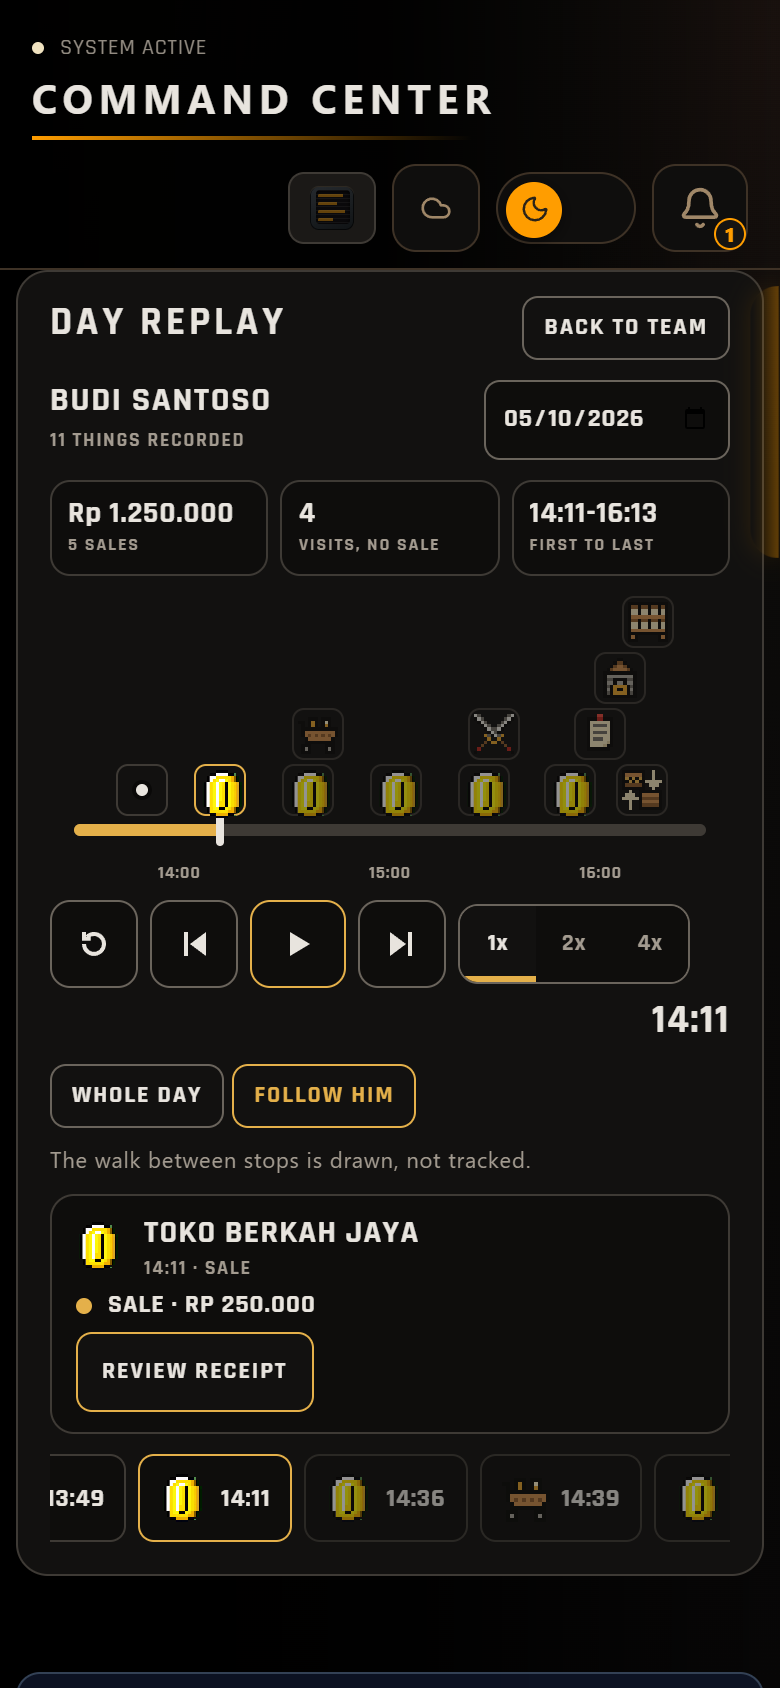 SYSTEM ACTIVE
COMMAND CENTER
1
DAY REPLAY
BACK TO TEAM
BUDI SANTOSO
11 THINGS RECORDED
05/10/2026
Rp 1.250.000
5 SALES
4
VISITS, NO SALE
14:11-16:13
FIRST TO LAST
14:00
15:00
16:00
1x
2x
4x
14:11
WHOLE DAY
FOLLOW HIM
The walk between stops is drawn, not tracked.
TOKO BERKAH JAYA
14:11 · SALE
SALE · RP 250.000
REVIEW RECEIPT
13:49
14:11
14:36
14:39